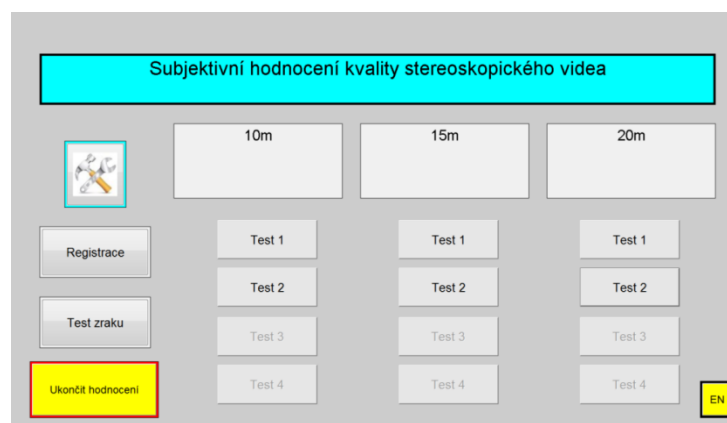 Subjektivní hodnocení kvality stereoskopického videa
10m
15m
20m
Registrace
Test zraku
Ukončit hodnocení
Test 1
Test 2
Test 3
Test 4
Test 1
Test 2
Test 3
Test 4
Test 1
Test 2
Test 3
Test 4
EN